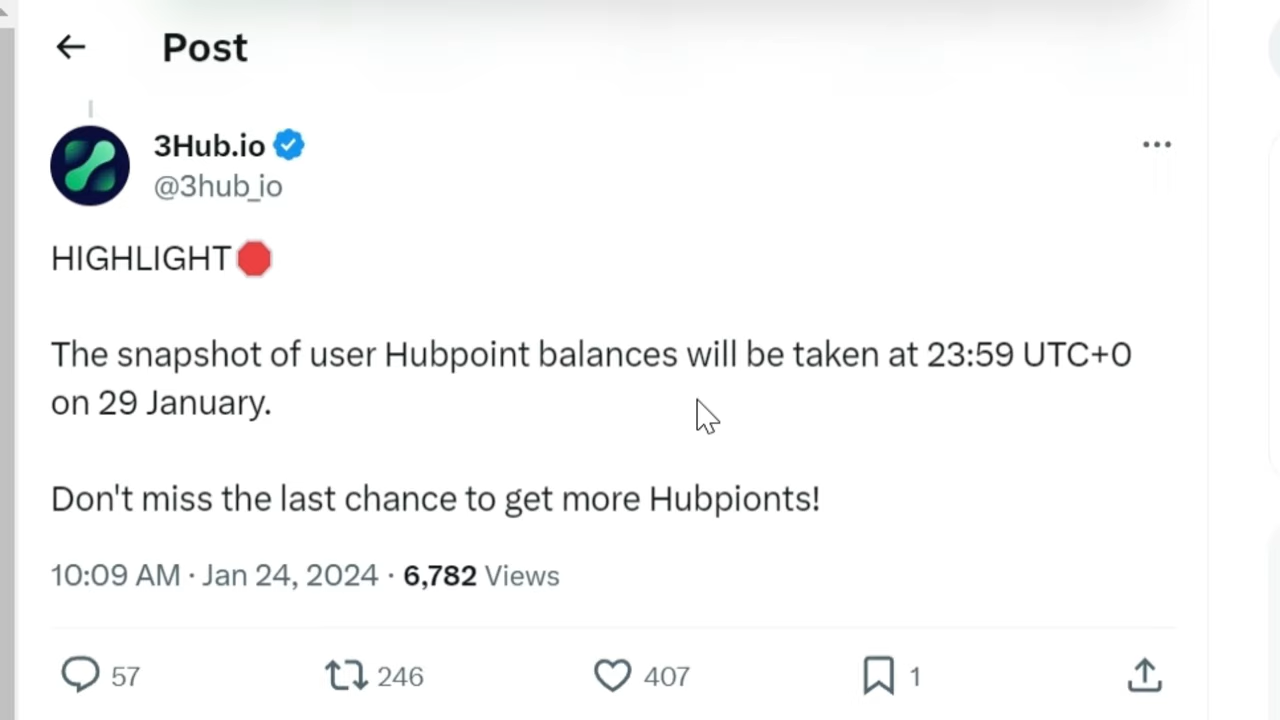 Post
3Hub.io
@3hub_io
HIGHLIGHT🛑
The snapshot of user Hubpoint balances will be taken at 23:59 UTC+0
on 29 January.
Don't miss the last chance to get more Hubpionts!
10:09 AM · Jan 24, 2024 · 6,782 Views
57 246 407 1